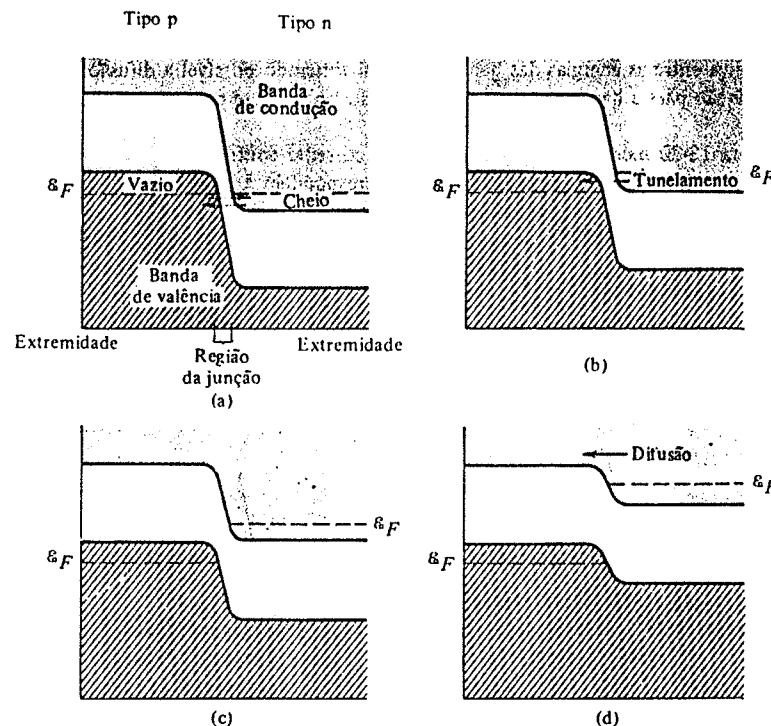 Tipo p
Tipo n
Banda
de condução
ℰF
Vazio
Cheio
Banda
de valência
Extremidade
Extremidade
Região
da junção
(a)
ℰF
Tunelamento
ℰF
(b)
ℰF
ℰF
(c)
Difusão
ℰF
ℰF
(d)